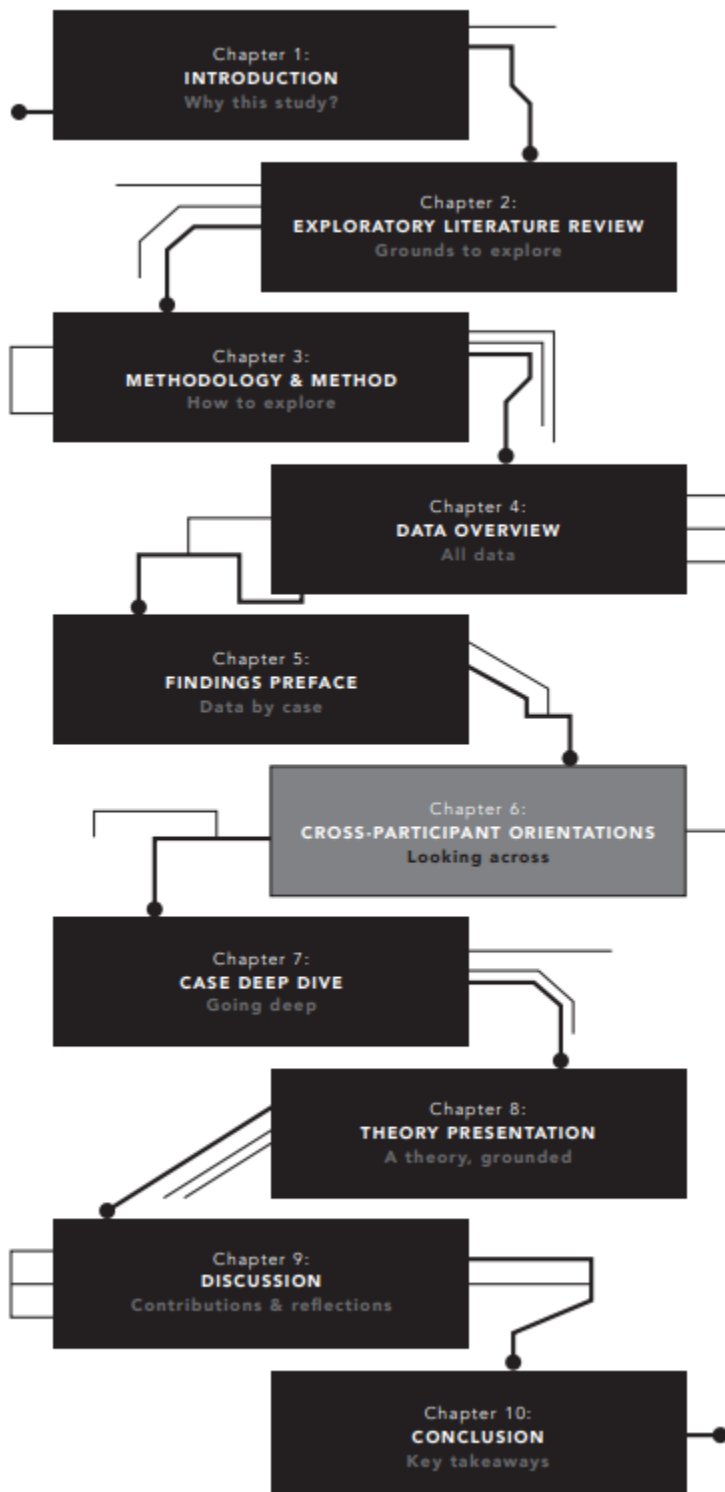 Chapter 1:
INTRODUCTION
Why this study?
Chapter 2:
EXPLORATORY LITERATURE REVIEW
Grounds to explore
Chapter 3:
METHODOLOGY & METHOD
How to explore
Chapter 4:
DATA OVERVIEW
All data
Chapter 5:
FINDINGS PREFACE
Data by case
Chapter 6:
CROSS-PARTICIPANT ORIENTATIONS
Looking across
Chapter 7:
CASE DEEP DIVE
Going deep
Chapter 8:
THEORY PRESENTATION
A theory, grounded
Chapter 9:
DISCUSSION
Contributions & reflections
Chapter 10:
CONCLUSION
Key takeaways